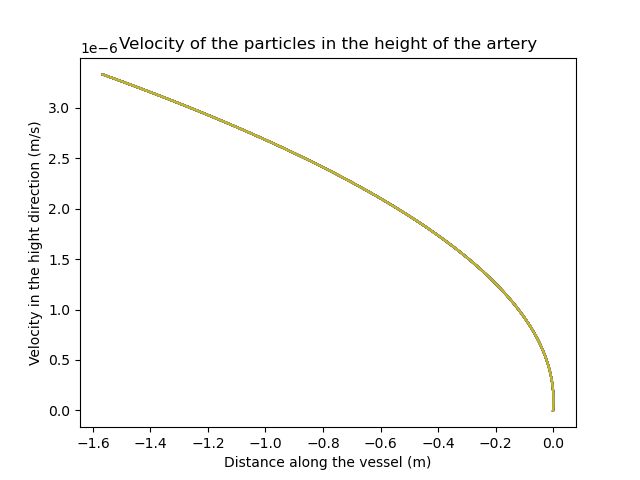 Velocity of the particles in the height of the artery
1e−6
3.0
2.5
2.0
1.5
1.0
0.5
0.0
Velocity in the hight direction (m/s)
−1.6 −1.4 −1.2 −1.0 −0.8 −0.6 −0.4 −0.2 0.0
Distance along the vessel (m)